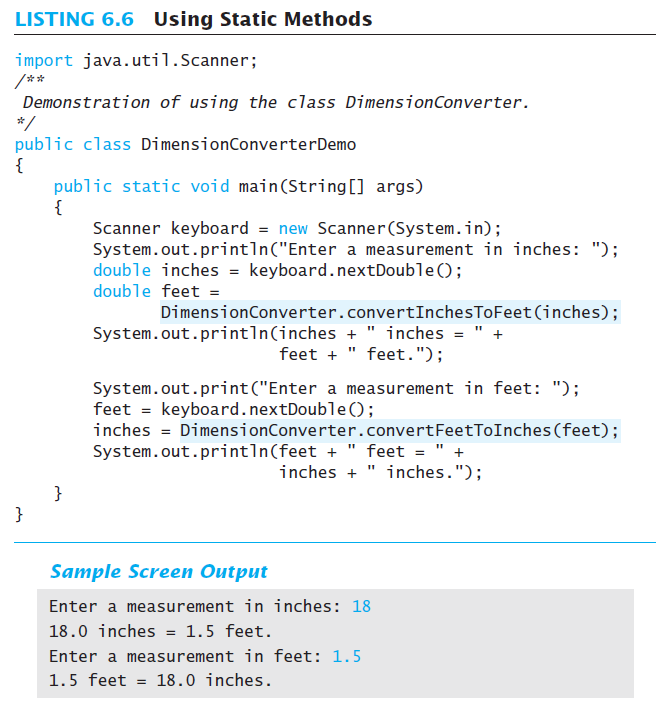 LISTING 6.6 Using Static Methods
import java.util.Scanner;
/**
 Demonstration of using the class DimensionConverter.
*/
public class DimensionConverterDemo
{
    public static void main(String[] args)
    {
        Scanner keyboard = new Scanner(System.in);
        System.out.println("Enter a measurement in inches: ");
        double inches = keyboard.nextDouble();
        double feet =
               DimensionConverter.convertInchesToFeet(inches);
        System.out.println(inches + " inches = " +
                           feet + " feet.");
        System.out.print("Enter a measurement in feet: ");
        feet = keyboard.nextDouble();
        inches = DimensionConverter.convertFeetToInches(feet);
        System.out.println(feet + " feet = " +
                           inches + " inches.");
    }
}
Sample Screen Output
Enter a measurement in inches: 18
18.0 inches = 1.5 feet.
Enter a measurement in feet: 1.5
1.5 feet = 18.0 inches.